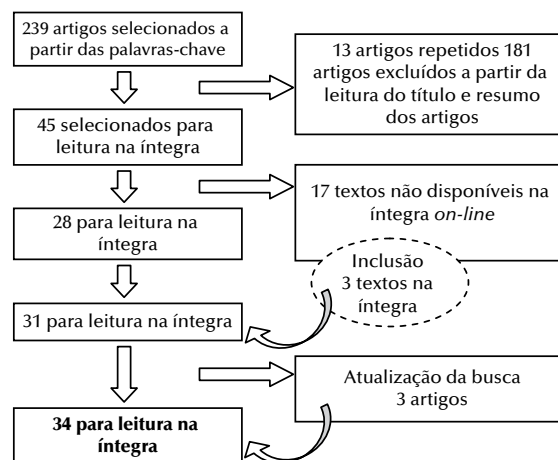 239 artigos selecionados a
partir das palavras-chave
13 artigos repetidos 181
artigos excluídos a partir da
leitura do título e resumo
dos artigos
45 selecionados para
leitura na íntegra
17 textos não disponíveis na
íntegra on-line
28 para leitura na
íntegra
Inclusão
3 textos na
íntegra
31 para leitura na íntegra
Atualização da busca
3 artigos
34 para leitura na
íntegra